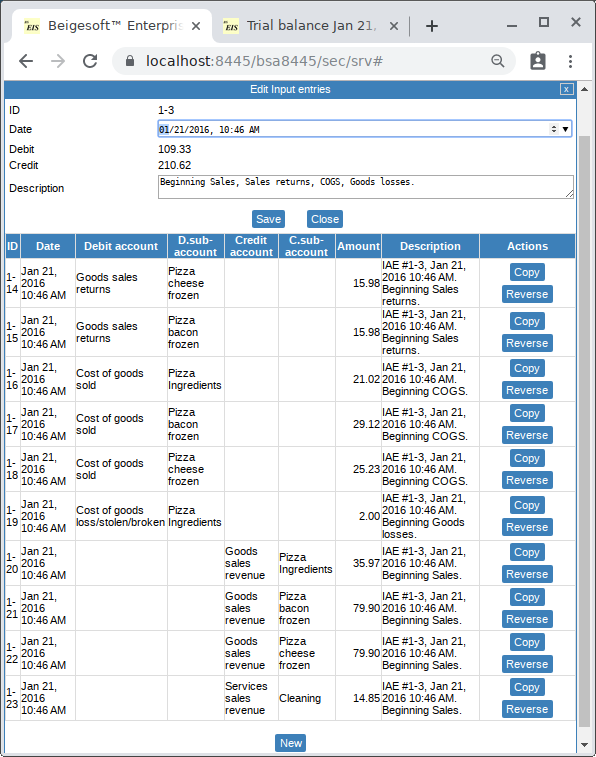 EIS Beigesoft™ Enterpris
EIS Trial balance Jan 21,
localhost:8445/bsa8445/sec/srv#
Edit Input entries x
ID 1-3
Date 01/21/2016, 10:46 AM
Debit 109.33
Credit 210.62
Description Beginning Sales, Sales returns, COGS, Goods losses.
Save Close
ID Date Debit account D.sub-account Credit account C.sub-account Amount Description Actions
1-14 Jan 21, 2016 10:46 AM Goods sales returns Pizza cheese frozen 15.98 IAE #1-3, Jan 21, 2016 10:46 AM. Beginning Sales returns. Copy Reverse
1-15 Jan 21, 2016 10:46 AM Goods sales returns Pizza bacon frozen 15.98 IAE #1-3, Jan 21, 2016 10:46 AM. Beginning Sales returns. Copy Reverse
1-16 Jan 21, 2016 10:46 AM Cost of goods sold Pizza Ingredients 21.02 IAE #1-3, Jan 21, 2016 10:46 AM. Beginning COGS. Copy Reverse
1-17 Jan 21, 2016 10:46 AM Cost of goods sold Pizza bacon frozen 29.12 IAE #1-3, Jan 21, 2016 10:46 AM. Beginning COGS. Copy Reverse
1-18 Jan 21, 2016 10:46 AM Cost of goods sold Pizza cheese frozen 25.23 IAE #1-3, Jan 21, 2016 10:46 AM. Beginning COGS. Copy Reverse
1-19 Jan 21, 2016 10:46 AM Cost of goods loss/stolen/broken Pizza Ingredients 2.00 IAE #1-3, Jan 21, 2016 10:46 AM. Beginning Goods losses. Copy Reverse
1-20 Jan 21, 2016 10:46 AM Goods sales revenue Pizza Ingredients 35.97 IAE #1-3, Jan 21, 2016 10:46 AM. Beginning Sales. Copy Reverse
1-21 Jan 21, 2016 10:46 AM Goods sales revenue Pizza bacon frozen 79.90 IAE #1-3, Jan 21, 2016 10:46 AM. Beginning Sales. Copy Reverse
1-22 Jan 21, 2016 10:46 AM Goods sales revenue Pizza cheese frozen 79.90 IAE #1-3, Jan 21, 2016 10:46 AM. Beginning Sales. Copy Reverse
1-23 Jan 21, 2016 10:46 AM Services sales revenue Cleaning 14.85 IAE #1-3, Jan 21, 2016 10:46 AM. Beginning Sales. Copy Reverse
New